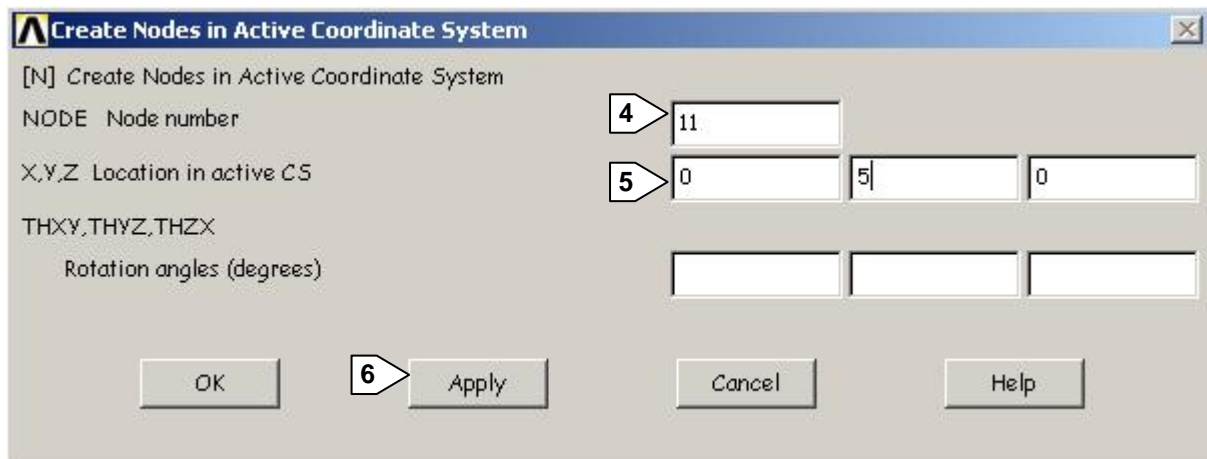 Create Nodes in Active Coordinate System
[N] Create Nodes in Active Coordinate System
NODE Node number
4
11
X,Y,Z Location in active CS
5
0
5
0
THXY,THYZ,THZX
Rotation angles (degrees)
OK
6
Apply
Cancel
Help